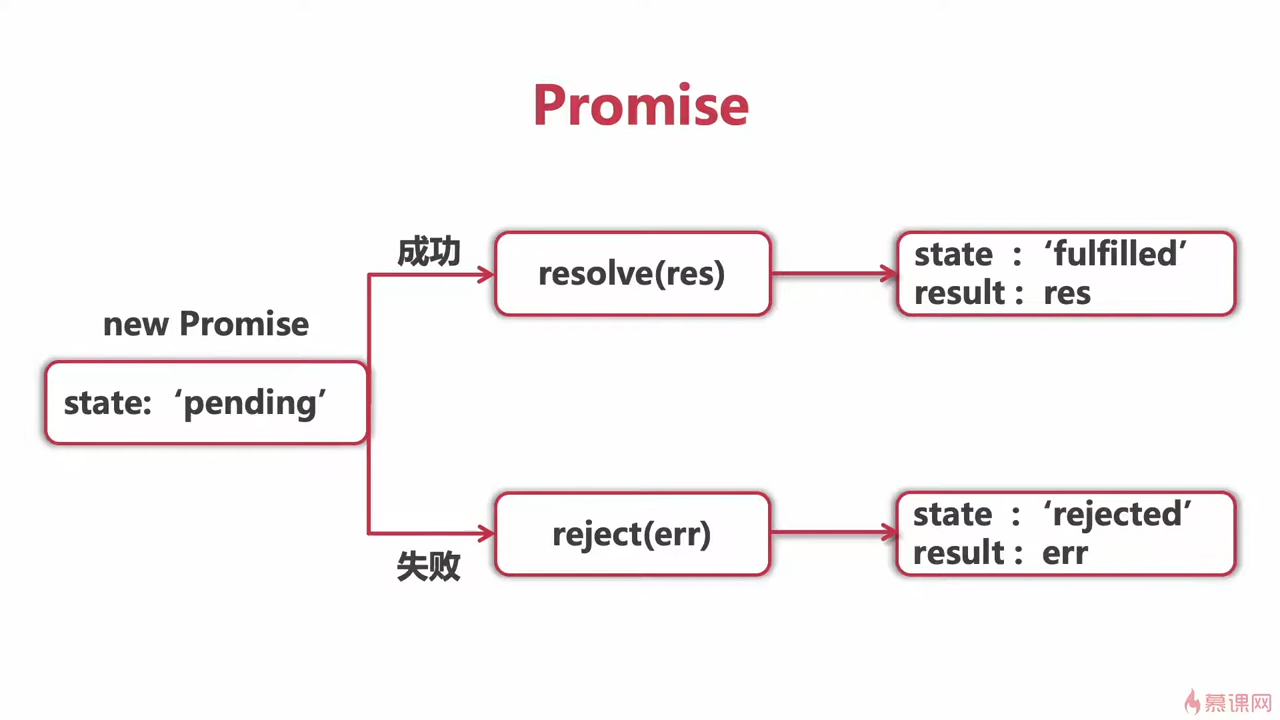 Promise
成功
resolve(res)
state : ‘fulfilled’
result : res
new Promise
state: ‘pending’
失败
reject(err)
state : ‘rejected’
result : err
慕课网